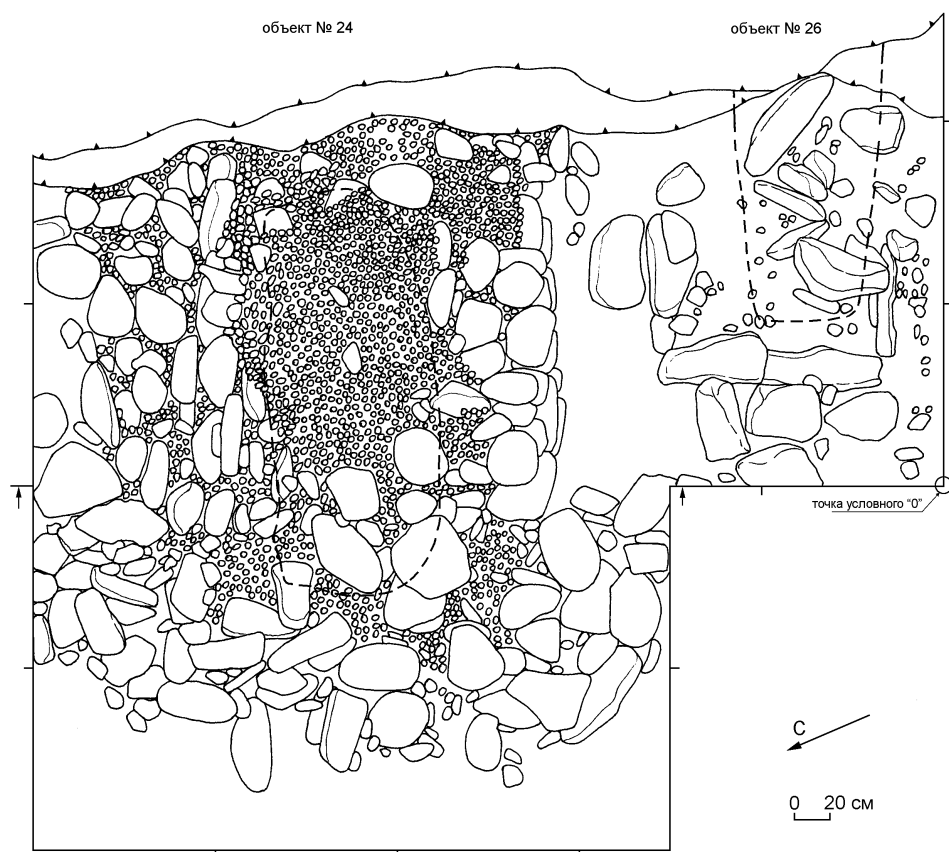 объект № 24
объект № 26
точка условного “0”
С
0 20 см